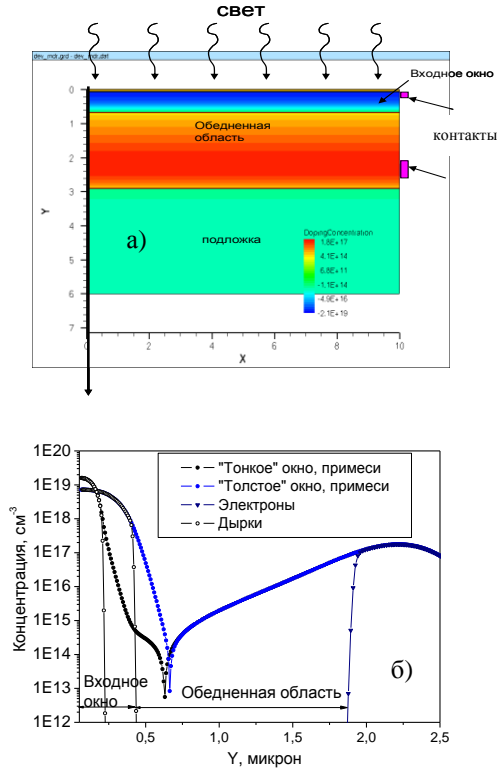 свет
dev_mdr.grd - dev_mdr.dat
Входное окно
контакты
Обедненная
область
подложка
а)
DopingConcentration
1.8E+17
4.1E+14
6.8E+11
-1.1E+14
-4.9E+16
-2.1E+19
0
1
2
3
4
5
6
7
Y
0
2
4
6
8
10
X
1E20
1E19
1E18
1E17
1E16
1E15
1E14
1E13
1E12
Концентрация, см-3
"Тонкое" окно, примеси
"Толстое" окно, примеси
Электроны
Дырки
б)
Входное
окно
Обедненная область
0,5
1,0
1,5
2,0
2,5
Y, микрон